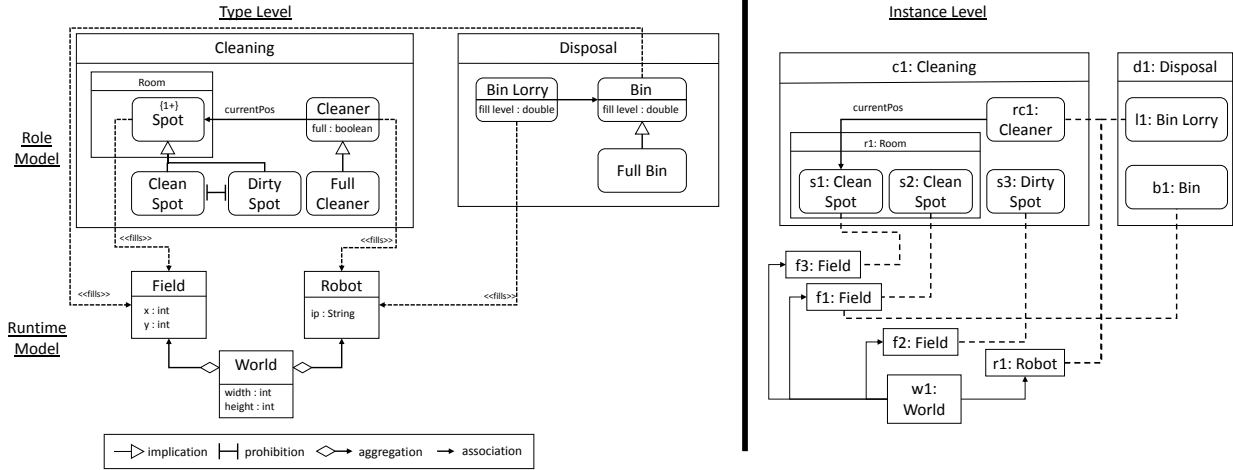 Type Level
Instance Level
Cleaning
Disposal
Room
{1+}
Spot
currentPos
Cleaner
full : boolean
Bin Lorry
fill level : double
Bin
fill level : double
Clean
Spot
Dirty
Spot
Full
Cleaner
Full Bin
Role
Model
<<fills>>
<<fills>>
<<fills>>
<<fills>>
Field
x : int
y : int
Robot
ip : String
Runtime
Model
World
width : int
height : int
implication
prohibition
aggregation
association
c1: Cleaning
d1: Disposal
currentPos
rc1:
Cleaner
l1: Bin Lorry
r1: Room
s1: Clean
Spot
s2: Clean
Spot
s3: Dirty
Spot
b1: Bin
f3: Field
f1: Field
f2: Field
r1: Robot
w1:
World